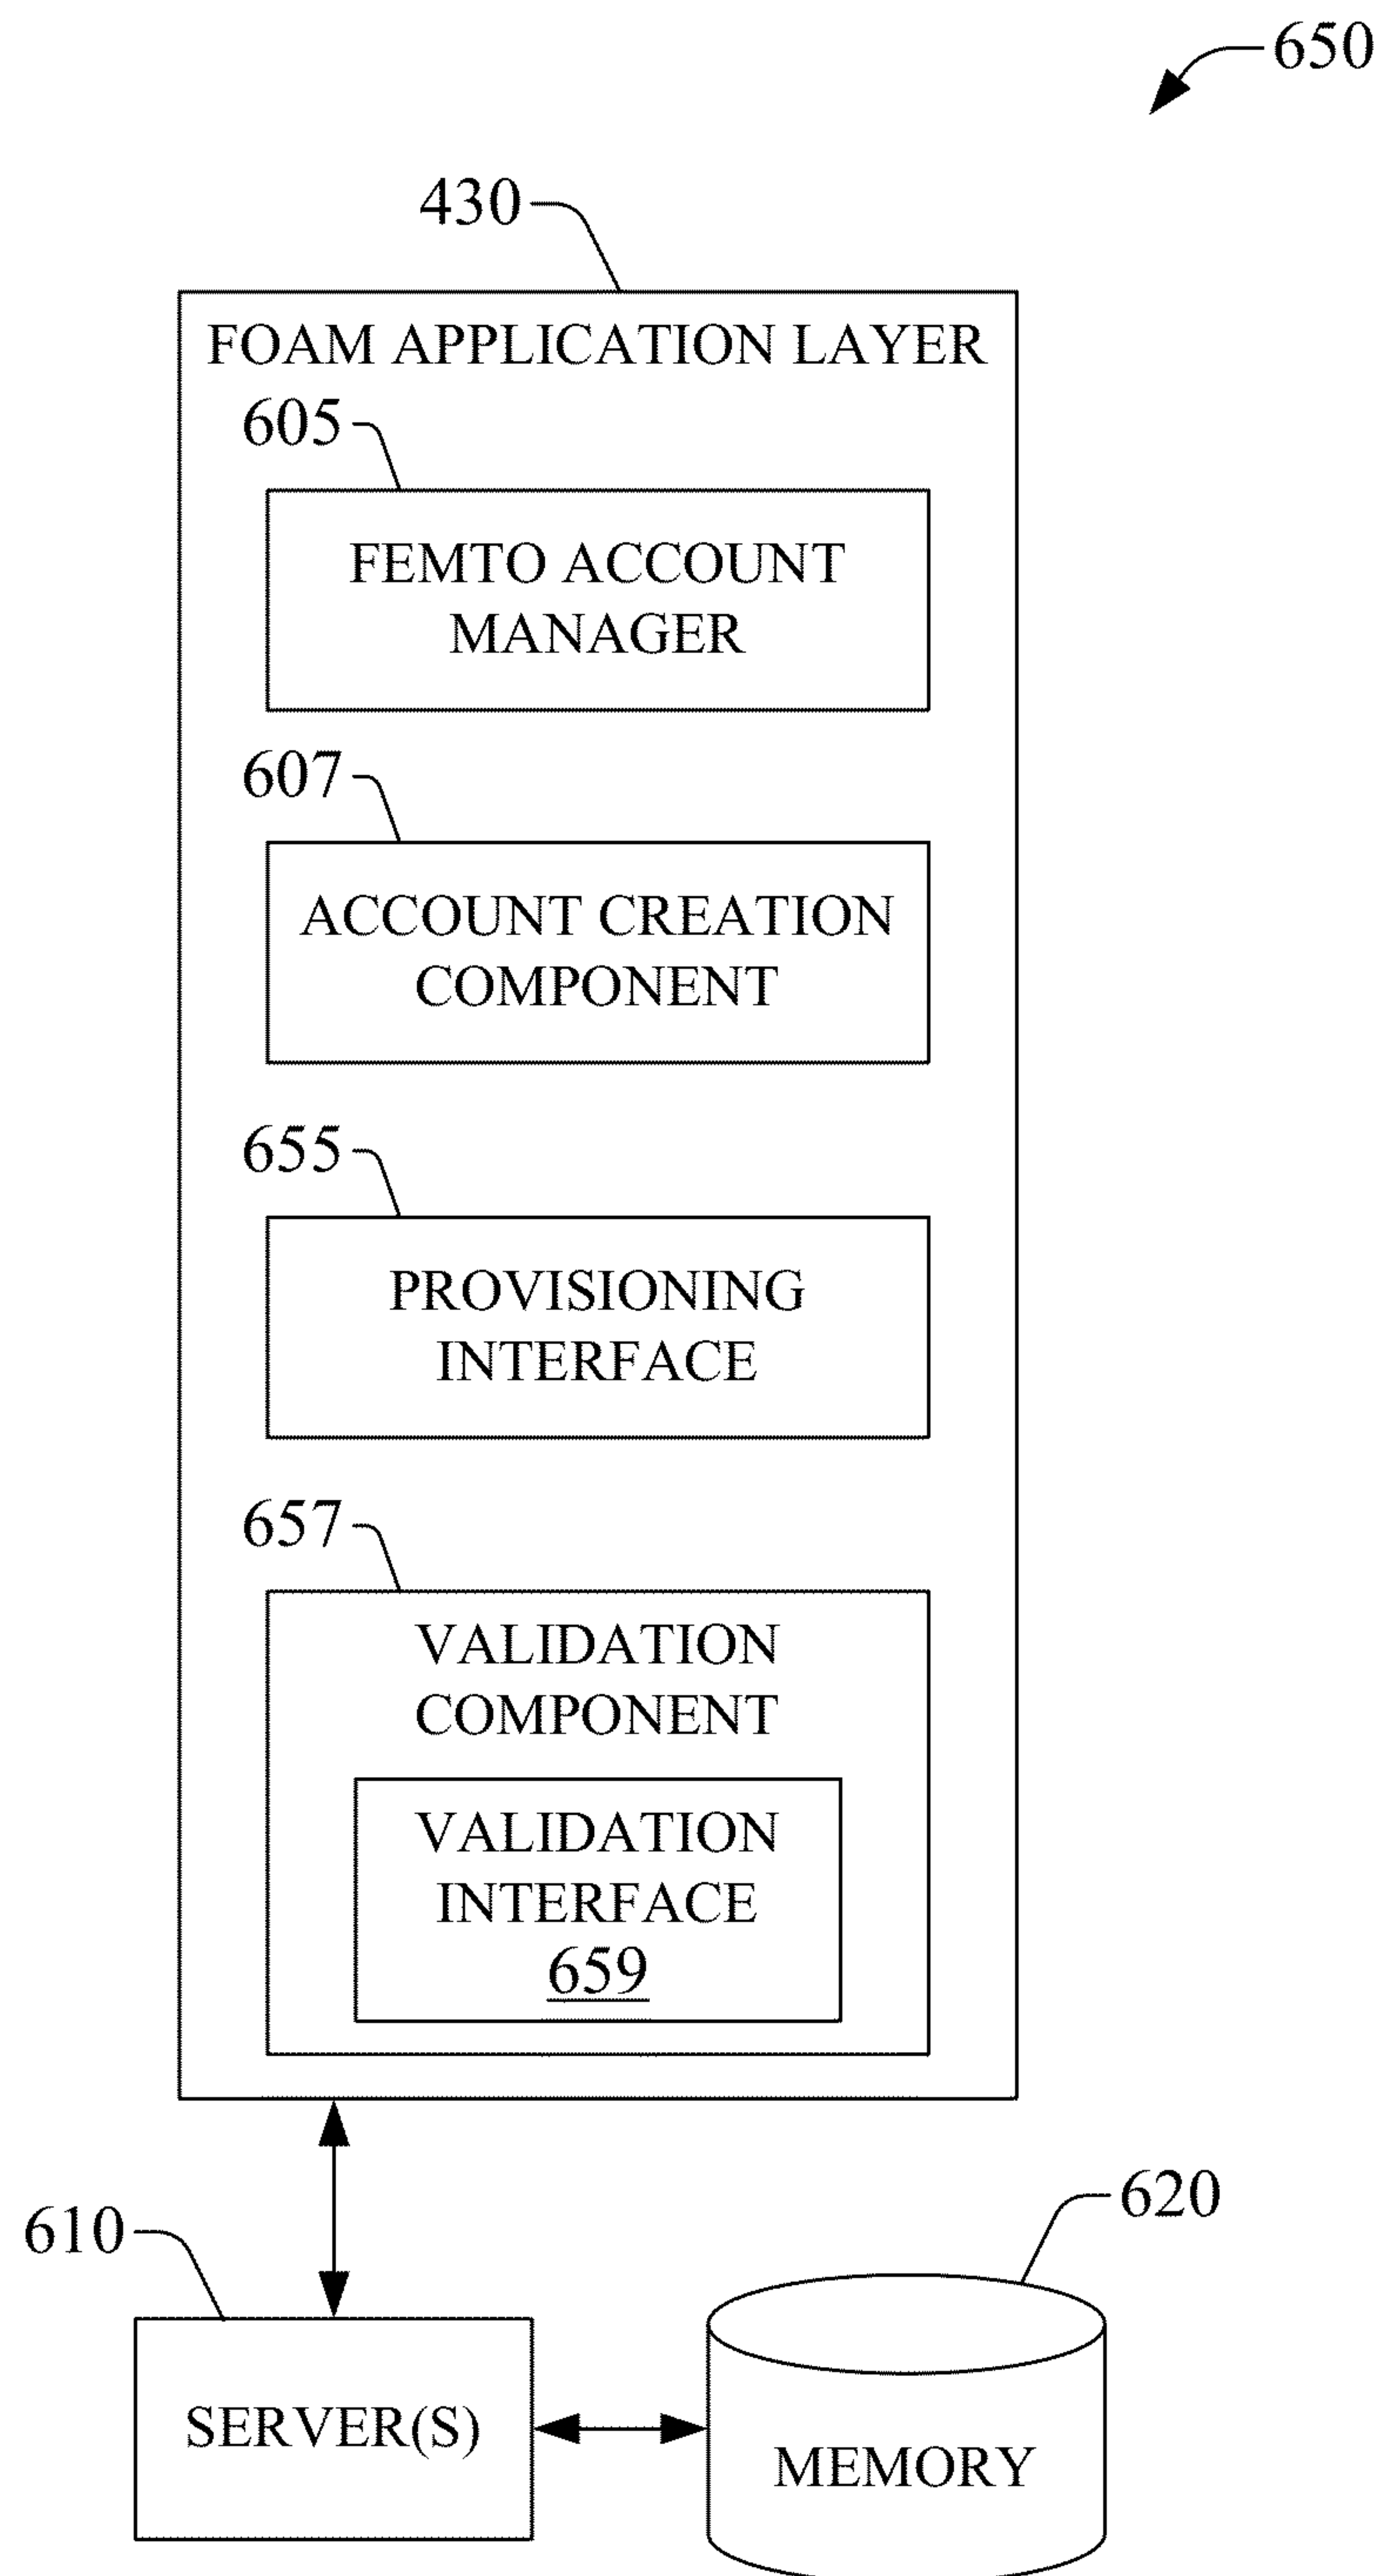 650
430
FOAM APPLICATION LAYER
605
FEMTO ACCOUNT
MANAGER
607
ACCOUNT CREATION
COMPONENT
655
PROVISIONING
INTERFACE
657
VALIDATION
COMPONENT
VALIDATION
INTERFACE
659
620
610
SERVER(S)
MEMORY